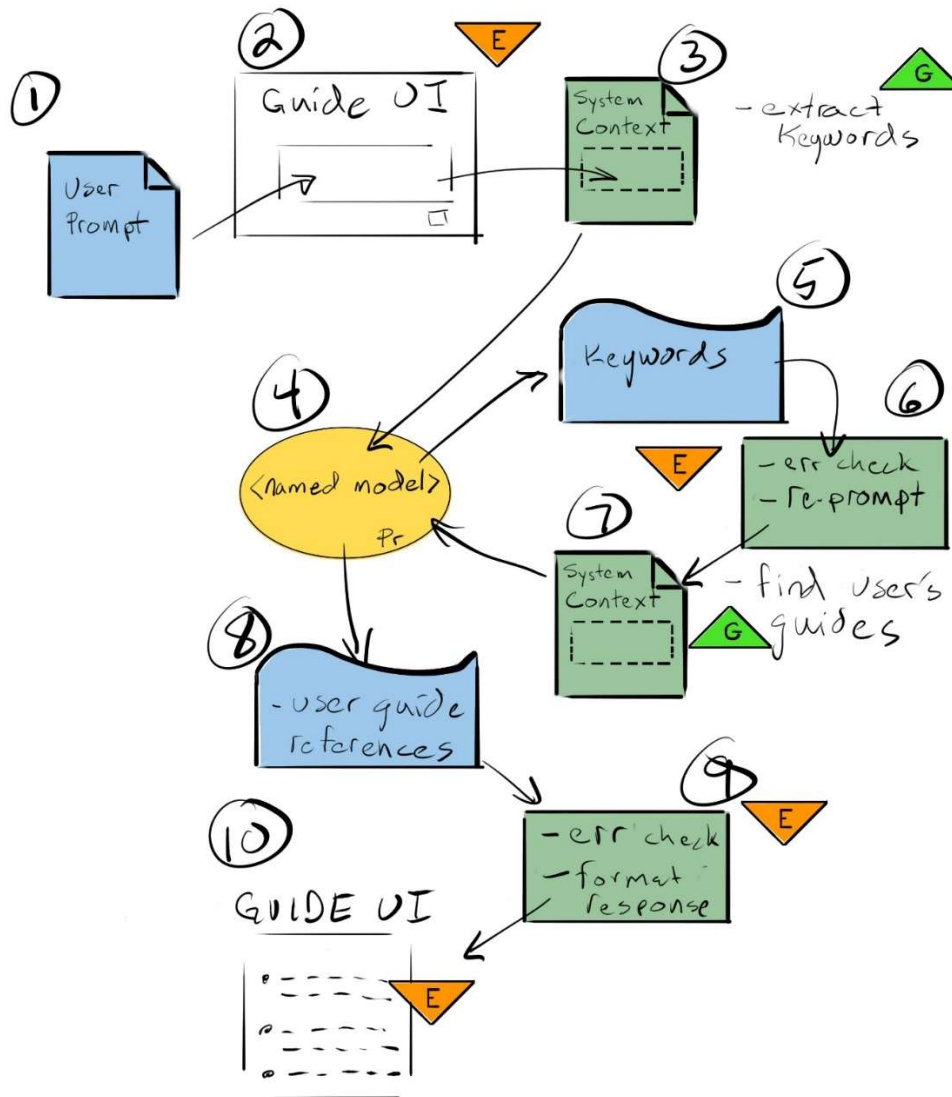 1
User
Prompt
2
Guide UI
E
3
System
Context
G
- extract
Keywords
4
<named model>
Pr
5
Keywords
6
- err check
- re-prompt
E
7
System
Context
G
- find user's
guides
8
- user guide
references
9
E
- err check
- format
response
10
GUIDE UI
E